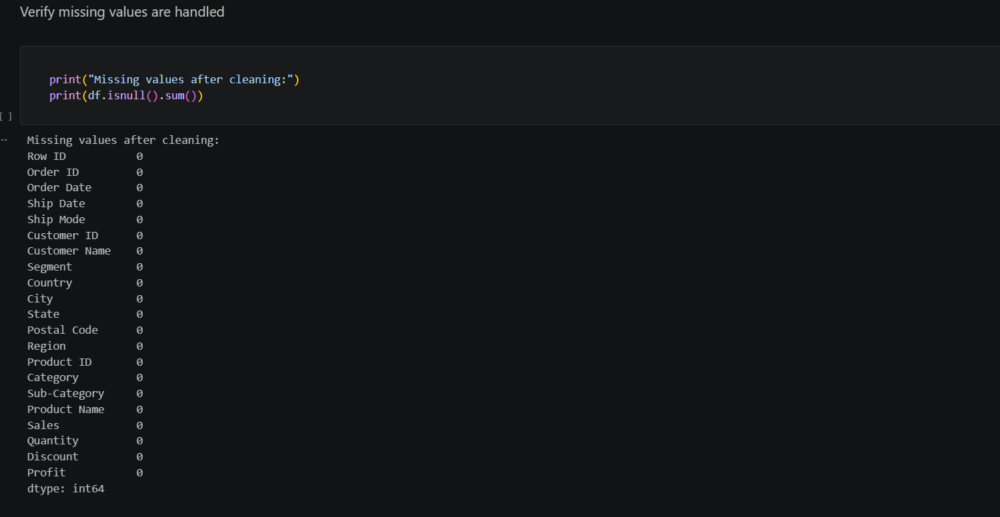 Verify missing values are handled
print("Missing values after cleaning:")
print(df.isnull().sum())
[ ]
..
Missing values after cleaning:
Row ID 0
Order ID 0
Order Date 0
Ship Date 0
Ship Mode 0
Customer ID 0
Customer Name 0
Segment 0
Country 0
City 0
State 0
Postal Code 0
Region 0
Product ID 0
Category 0
Sub-Category 0
Product Name 0
Sales 0
Quantity 0
Discount 0
Profit 0
dtype: int64